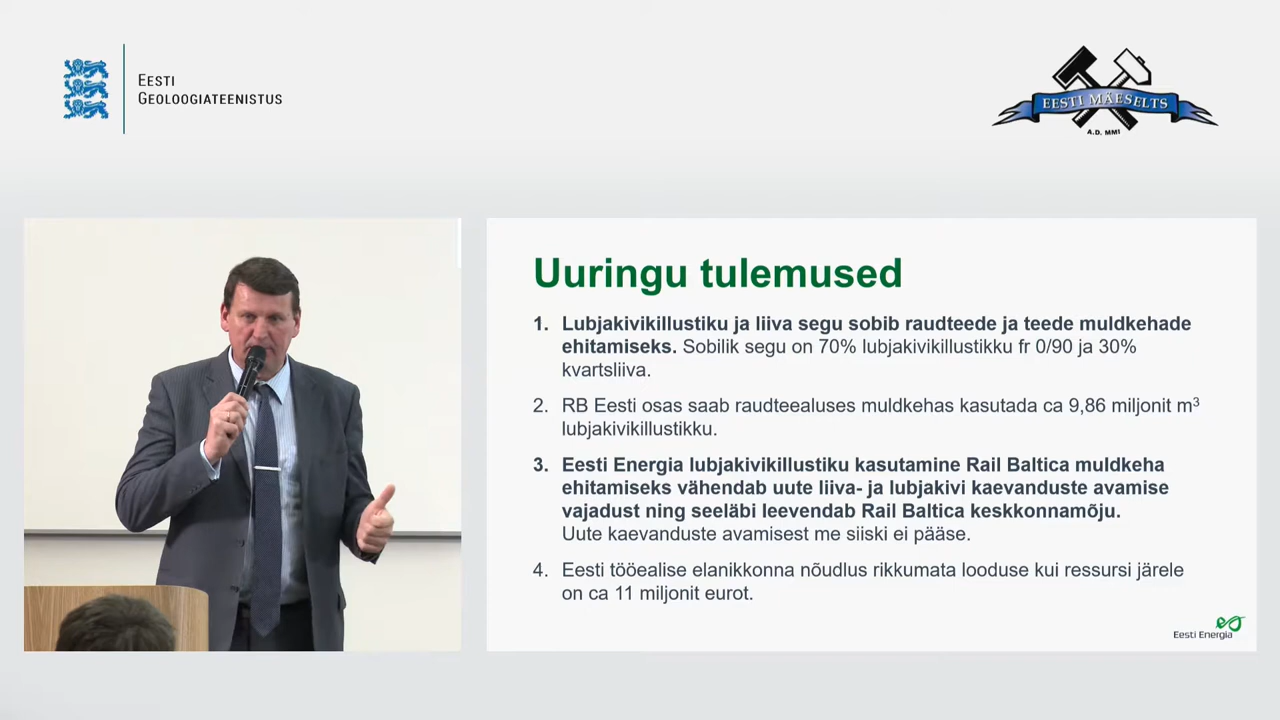 EESTI
GEOLOOGIATEENISTUS
EESTI MÄESELTS
A.D. MMI
Uuringu tulemused
1. Lubjakivikillustiku ja liiva segu sobib raudteede ja teede muldkehade
ehitamiseks. Sobilik segu on 70% lubjakivikillustikku fr 0/90 ja 30%
kvartsliiva.
2. RB Eesti osas saab raudteealuses muldkehas kasutada ca 9,86 miljonit m³
lubjakivikillustikku.
3. Eesti Energia lubjakivikillustiku kasutamine Rail Baltica muldkeha
ehitamiseks vähendab uute liiva- ja lubjakivi kaevanduste avamise
vajadust ning seeläbi leevendab Rail Baltica keskkonnamõju.
Uute kaevanduste avamisest me siiski ei pääse.
4. Eesti tööealise elanikkonna nõudlus rikkumata looduse kui ressursi järele
on ca 11 miljonit eurot.
Eesti Energia